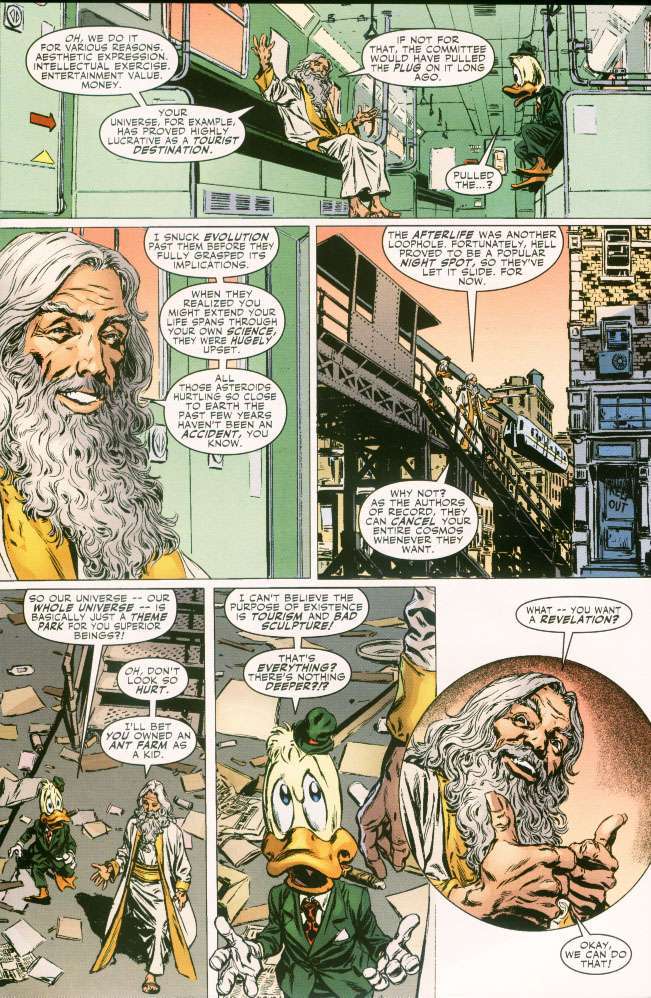 OH, WE DO IT
FOR VARIOUS REASONS.
AESTHETIC EXPRESSION.
INTELLECTUAL EXERCISE.
ENTERTAINMENT VALUE.
MONEY.
YOUR
UNIVERSE, FOR EXAMPLE,
HAS PROVED HIGHLY
LUCRATIVE AS A TOURIST
DESTINATION.
IF NOT FOR
THAT, THE COMMITTEE
WOULD HAVE PULLED
THE PLUG ON IT LONG
AGO.
PULLED
THE...?
I SNUCK EVOLUTION
PAST THEM BEFORE THEY
FULLY GRASPED ITS
IMPLICATIONS.
WHEN THEY
REALIZED YOU
MIGHT EXTEND YOUR
LIFE SPANS THROUGH
YOUR OWN SCIENCE,
THEY WERE HUGELY
UPSET.
ALL
THOSE ASTEROIDS
HURTLING SO CLOSE
TO EARTH THE
PAST FEW YEARS
HAVEN'T BEEN AN
ACCIDENT, YOU
KNOW.
THE AFTERLIFE WAS ANOTHER
LOOPHOLE. FORTUNATELY, HELL
PROVED TO BE A POPULAR
NIGHT SPOT, SO THEY'VE
LET IT SLIDE. FOR
NOW.
WHY NOT?
AS THE AUTHORS
OF RECORD, THEY
CAN CANCEL YOUR
ENTIRE COSMOS
WHENEVER THEY
WANT.
KEEP
OUT
SO OUR UNIVERSE -- OUR
WHOLE UNIVERSE -- IS
BASICALLY JUST A THEME
PARK FOR YOU SUPERIOR
BEINGS?!
OH, DON'T
LOOK SO
HURT.
I'LL BET
YOU OWNED AN
ANT FARM AS
A KID.
I CAN'T BELIEVE THE
PURPOSE OF EXISTENCE
IS TOURISM AND BAD
SCULPTURE!
THAT'S
EVERYTHING?
THERE'S NOTHING
DEEPER?!?
WHAT -- YOU WANT
A REVELATION?
OKAY,
WE CAN DO
THAT!